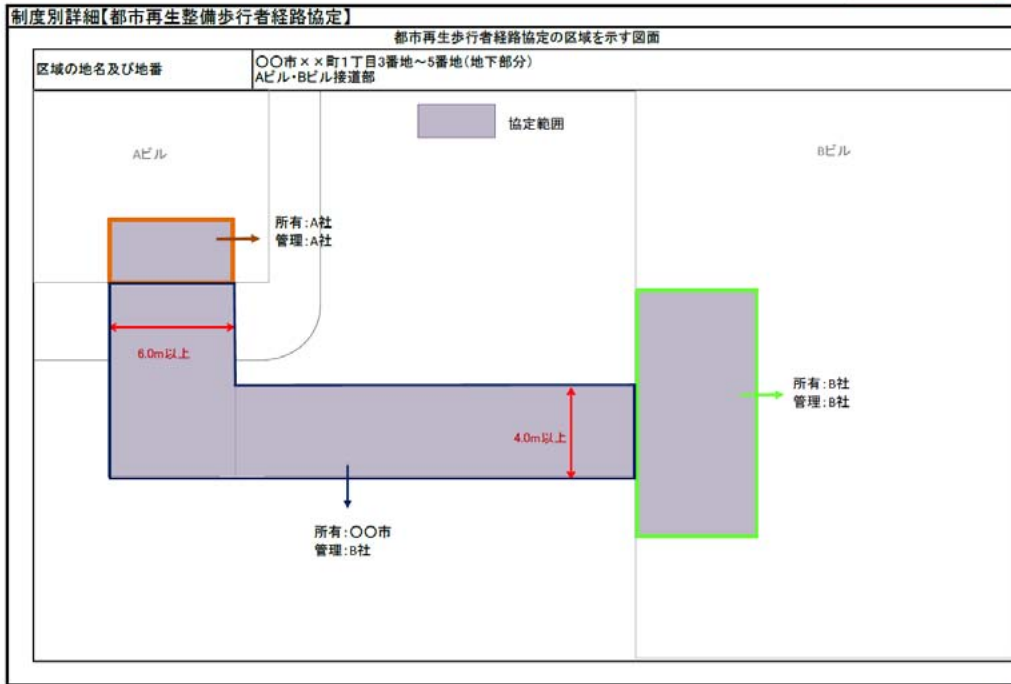 制度別詳細【都市再生整備歩行者経路協定】
都市再生歩行者経路協定の区域を示す図面
区域の地名及び地番
〇〇市××町1丁目3番地～5番地(地下部分)
Aビル・Bビル接道部
協定範囲
Aビル
Bビル
所有:A社
管理:A社
6.0m以上
所有:B社
管理:B社
4.0m以上
所有:〇〇市
管理:B社